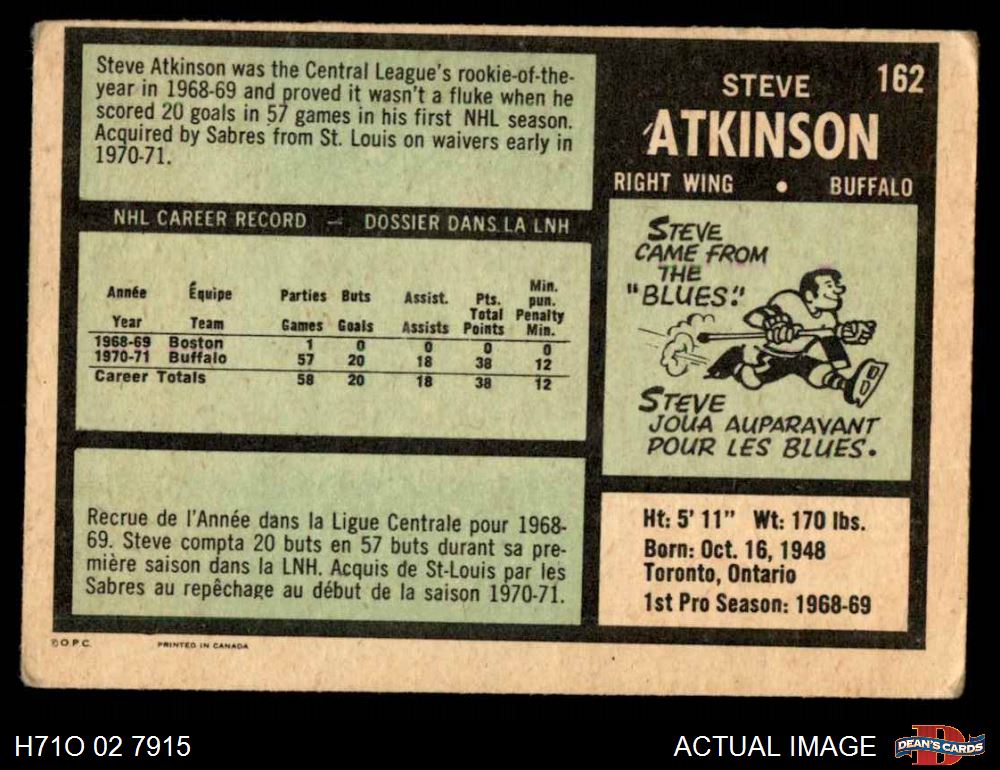 Steve Atkinson was the Central League's rookie-of-the-
year in 1968-69 and proved it wasn't a fluke when he
scored 20 goals in 57 games in his first NHL season.
Acquired by Sabres from St. Louis on waivers early in
1970-71.
162
STEVE
ATKINSON
RIGHT WING • BUFFALO
NHL CAREER RECORD — DOSSIER DANS LA LNH
Année Équipe Parties Buts Assist. Pts. Total Min. pun.
Year Team Games Goals Assists Points Penalty Min.
1968-69 Boston 1 0 0 0 0
1970-71 Buffalo 57 20 18 38 12
Career Totals 58 20 18 38 12
STEVE
CAME FROM
THE
"BLUES".
STEVE
JOUA AUPARAVANT
POUR LES BLUES.
Recrue de l'Année dans la Ligue Centrale pour 1968-
69. Steve compta 20 buts en 57 buts durant sa pre-
mière saison dans la LNH. Acquis de St-Louis par les
Sabres au repêchage au début de la saison 1970-71.
Ht: 5' 11" Wt: 170 lbs.
Born: Oct. 16, 1948
Toronto, Ontario
1st Pro Season: 1968-69
© O.P.C. PRINTED IN CANADA
H71O 02 7915
ACTUAL IMAGE
D
DEAN'S CARDS